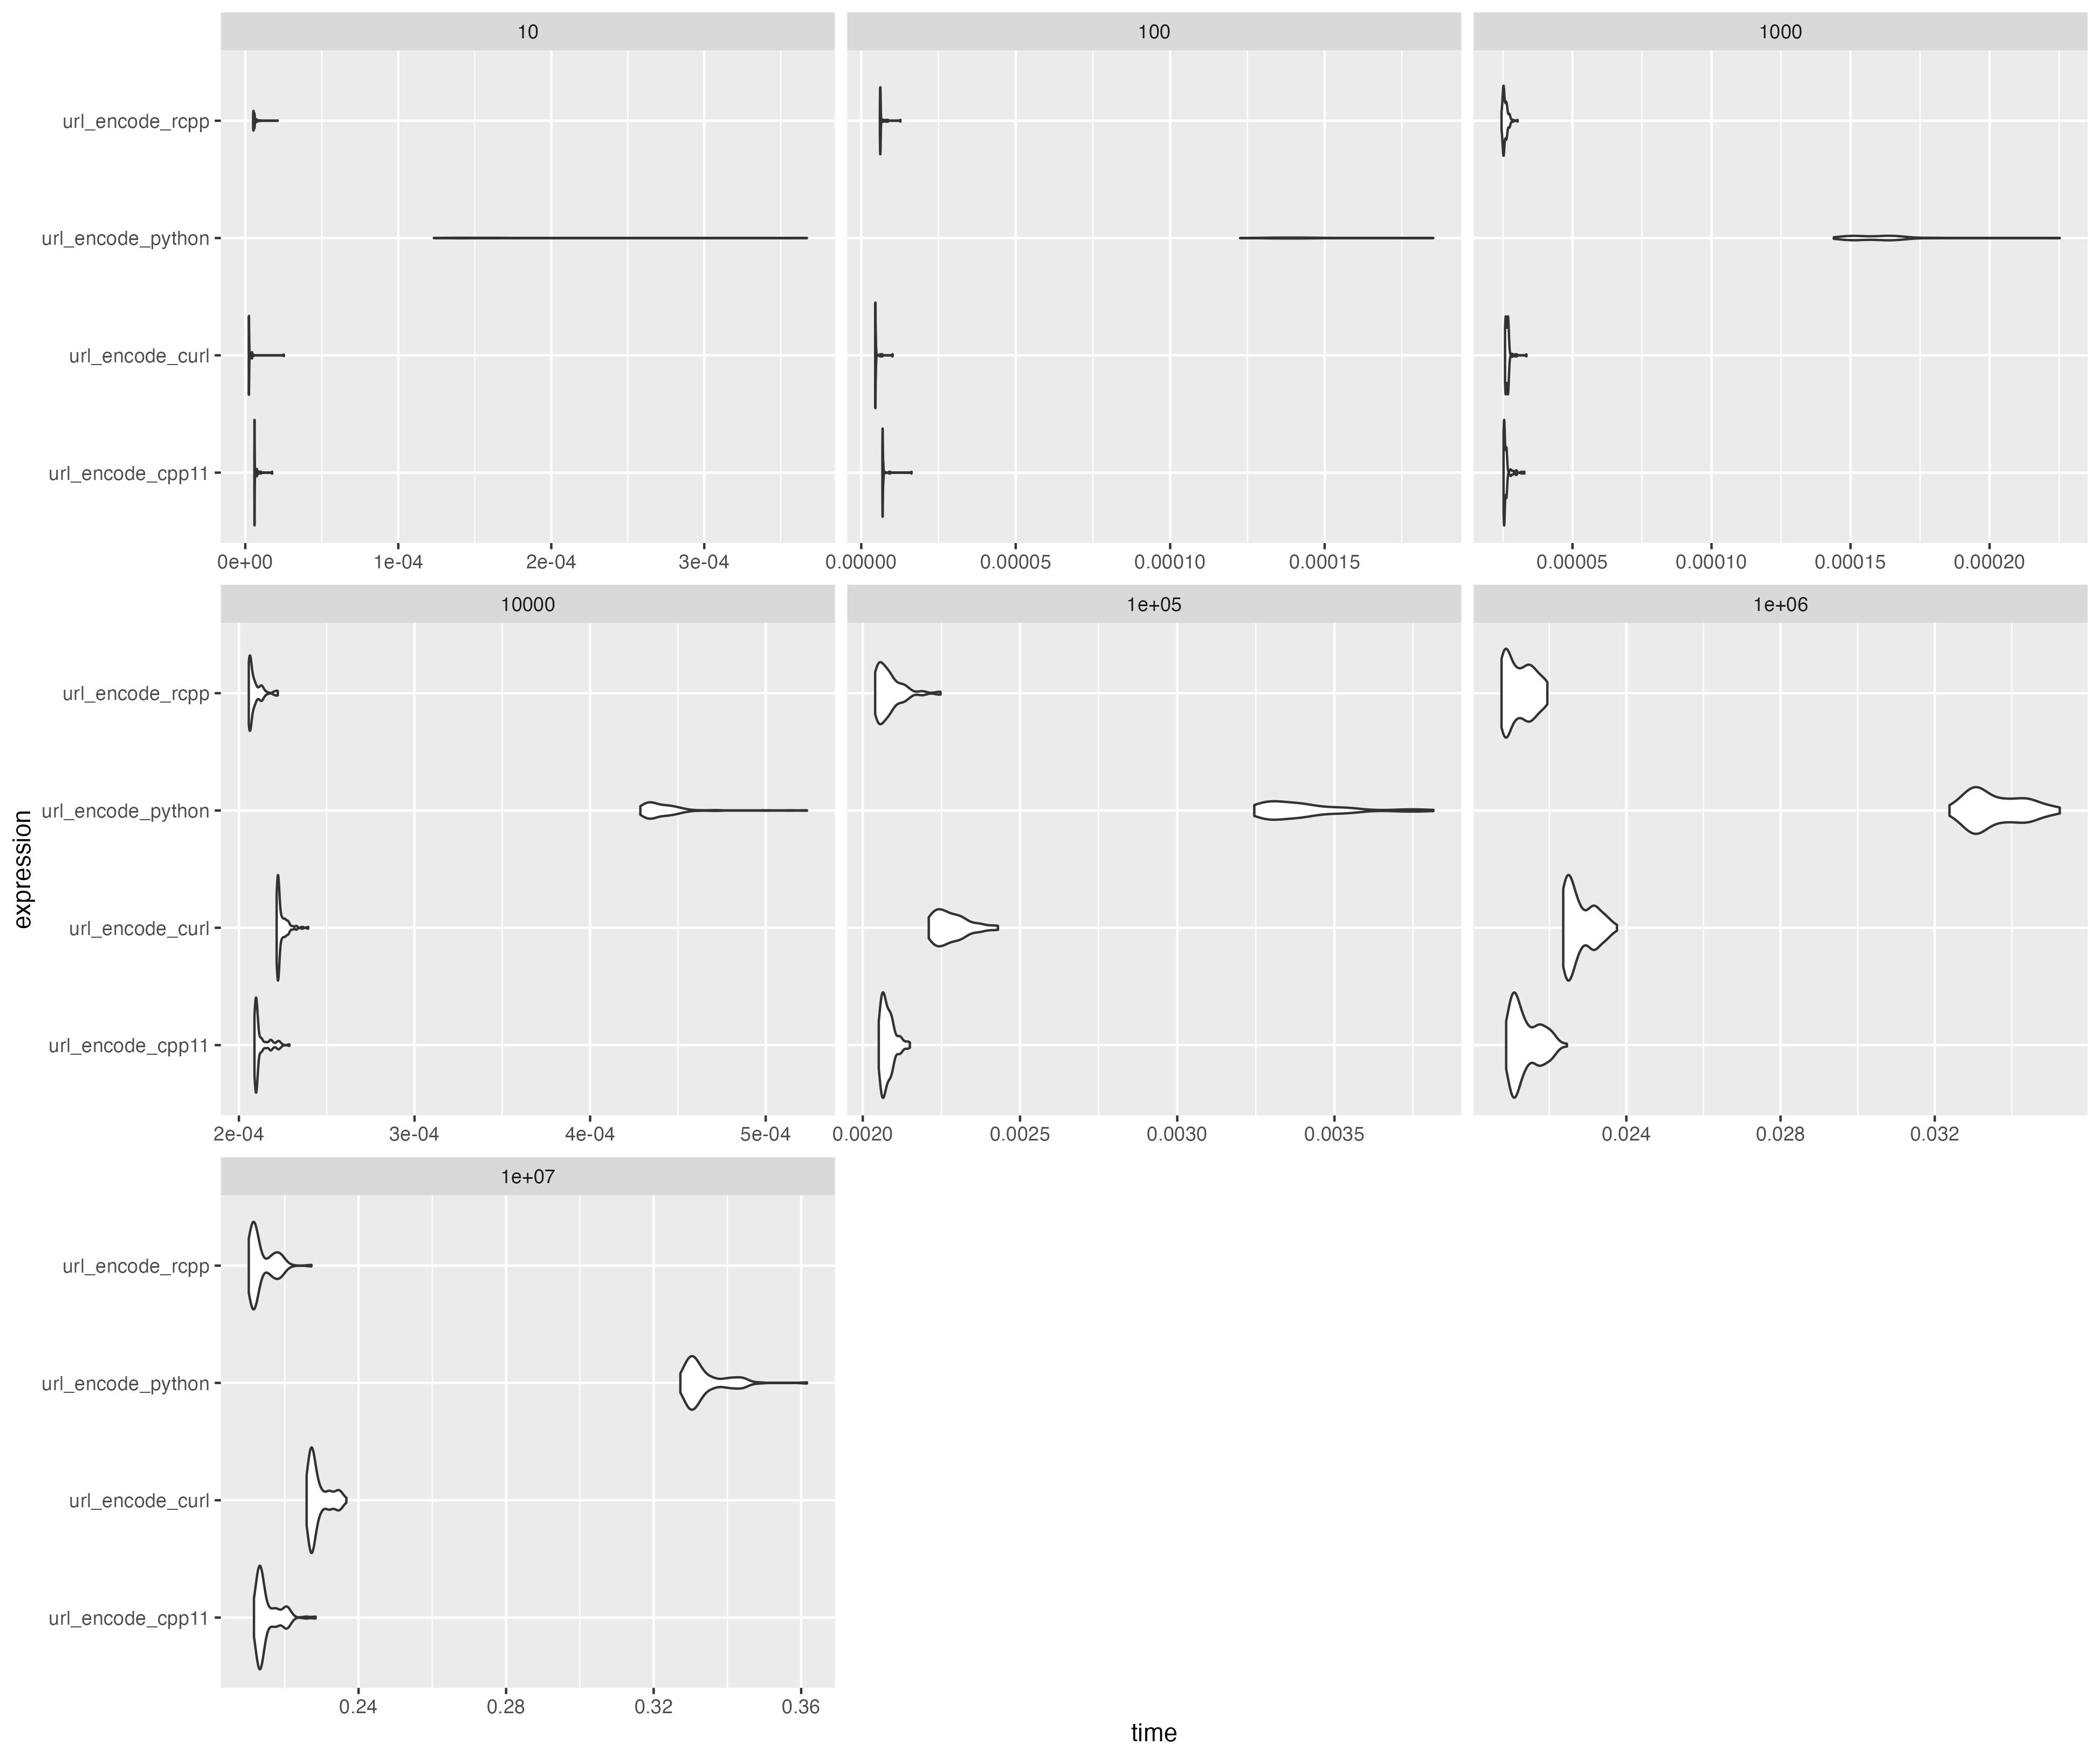 10 100 1000
url_encode_rcpp
url_encode_python
url_encode_curl
url_encode_cpp11
0e+00 1e-04 2e-04 3e-04 0.00000 0.00005 0.00010 0.00015 0.00005 0.00010 0.00015 0.00020
10000 1e+05 1e+06
url_encode_rcpp
url_encode_python
expression
url_encode_curl
url_encode_cpp11
2e-04 3e-04 4e-04 5e-04 0.0020 0.0025 0.0030 0.0035 0.024 0.028 0.032
1e+07
url_encode_rcpp
url_encode_python
url_encode_curl
url_encode_cpp11
0.24 0.28 0.32 0.36
time